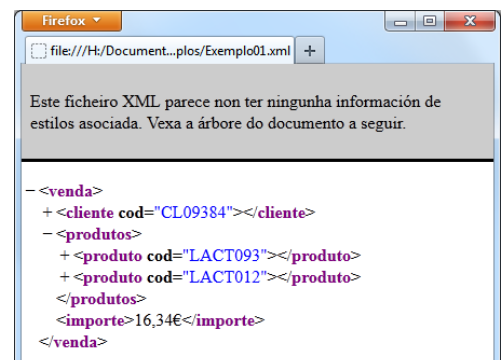 Firefox
file:///H:/Document...plos/Exemplo01.xml +
Este ficheiro XML parece non ter ningunha información de
estilos asociada. Vexa a árbore do documento a seguir.
−<venda>
+<cliente cod="CL09384"></cliente>
−<produtos>
+<produto cod="LACT093"></produto>
+<produto cod="LACT012"></produto>
</produtos>
<importe>16,34€</importe>
</venda>